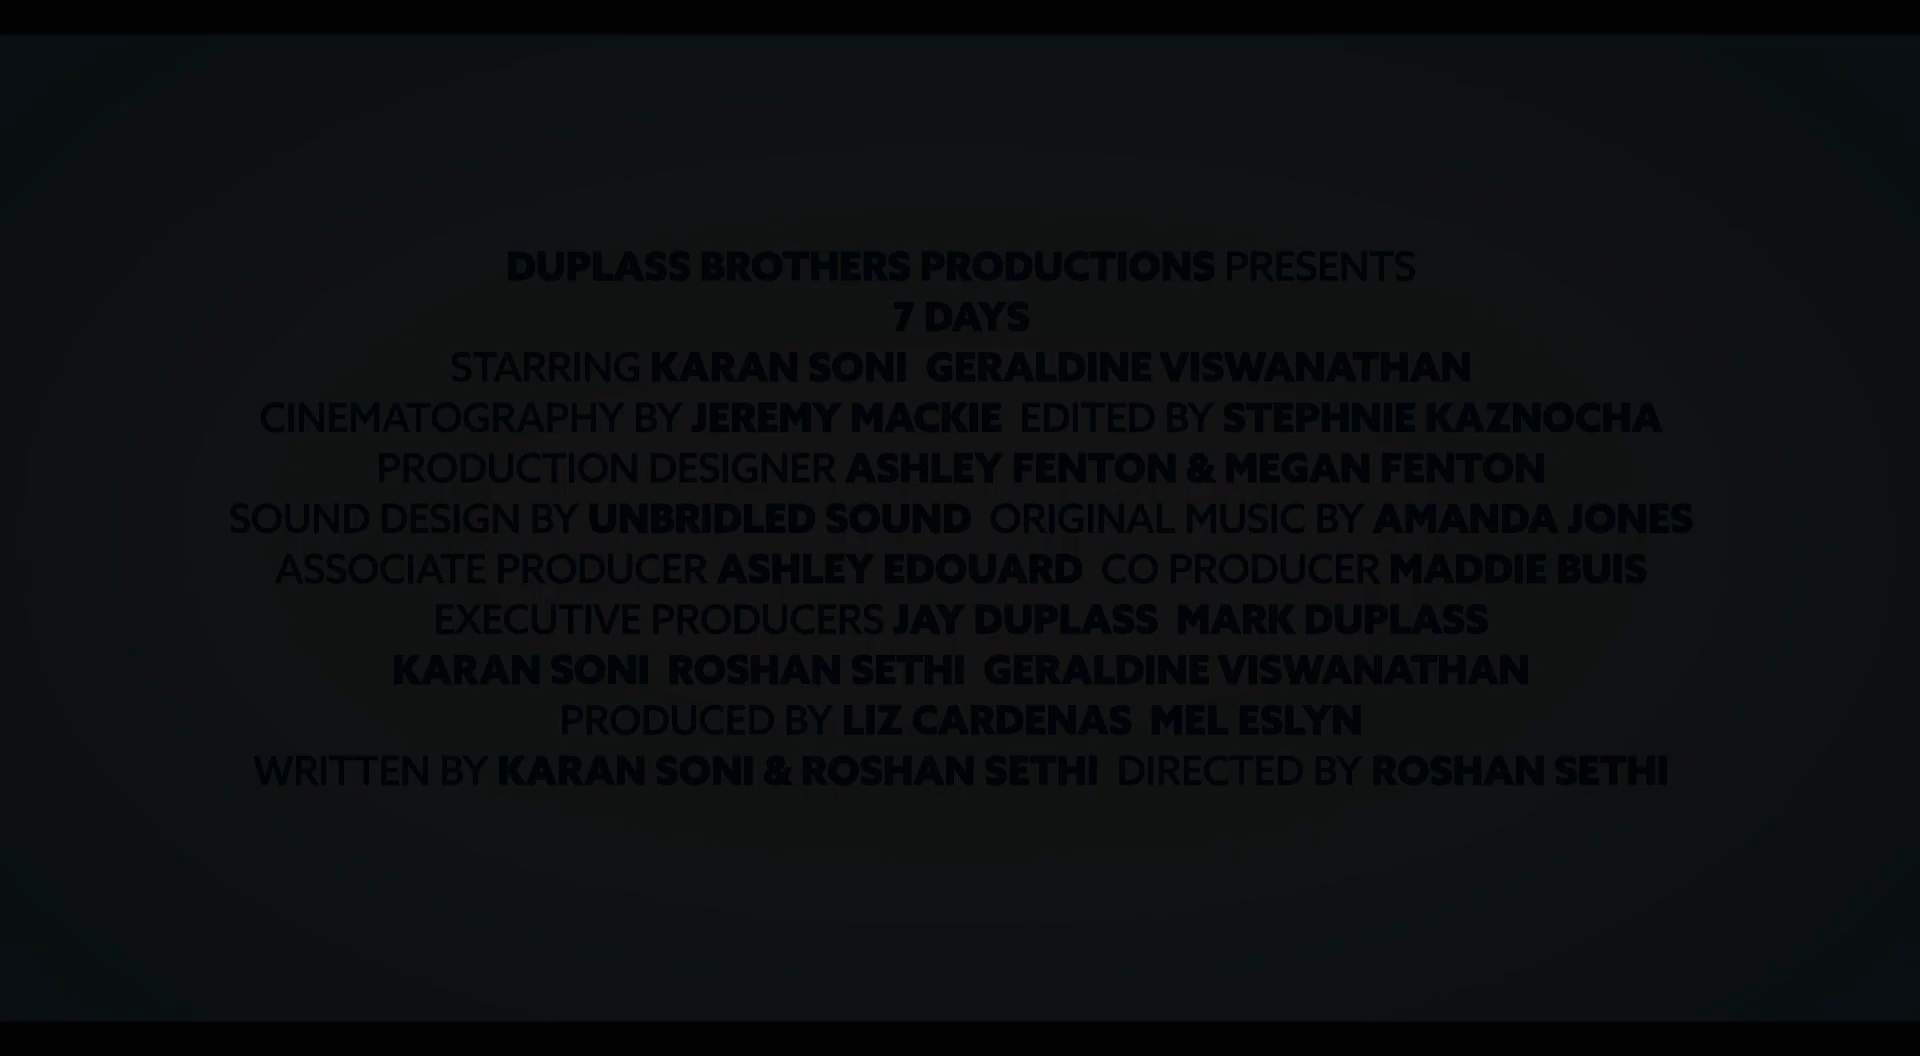 DUPLASS BROTHERS PRODUCTIONS PRESENTS
7 DAYS
STARRING KARAN SONI GERALDINE VISWANATHAN
CINEMATOGRAPHY BY JEREMY MACKIE EDITED BY STEPHNIE KAZNOCHA
PRODUCTION DESIGNER ASHLEY FENTON & MEGAN FENTON
SOUND DESIGN BY UNBRIDLED SOUND ORIGINAL MUSIC BY AMANDA JONES
ASSOCIATE PRODUCER ASHLEY EDOUARD CO PRODUCER MADDIE BUIS
EXECUTIVE PRODUCERS JAY DUPLASS MARK DUPLASS
KARAN SONI ROSHAN SETHI GERALDINE VISWANATHAN
PRODUCED BY LIZ CARDENAS MEL ESLYN
WRITTEN BY KARAN SONI & ROSHAN SETHI DIRECTED BY ROSHAN SETHI